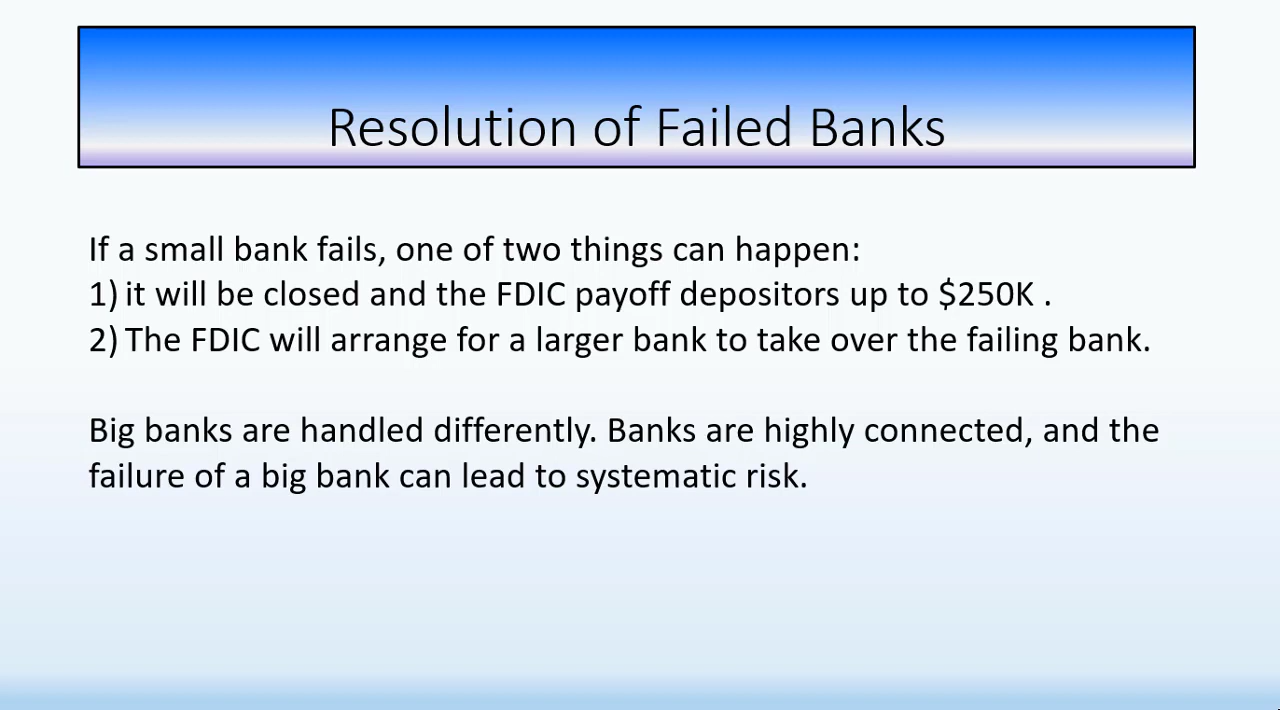 Resolution of Failed Banks
If a small bank fails, one of two things can happen:
1) it will be closed and the FDIC payoff depositors up to $250K .
2) The FDIC will arrange for a larger bank to take over the failing bank.
Big banks are handled differently. Banks are highly connected, and the
failure of a big bank can lead to systematic risk.